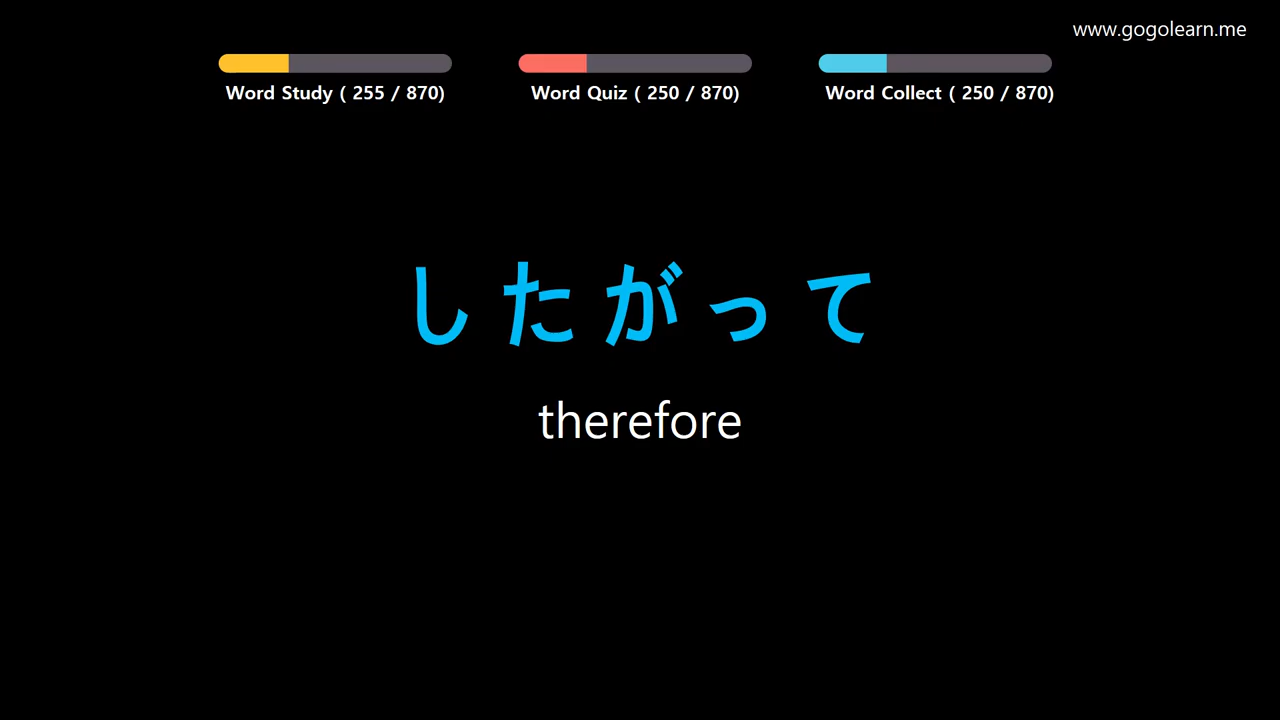 www.gogolearn.me
Word Study ( 255 / 870)
Word Quiz ( 250 / 870)
Word Collect ( 250 / 870)
したがって
therefore